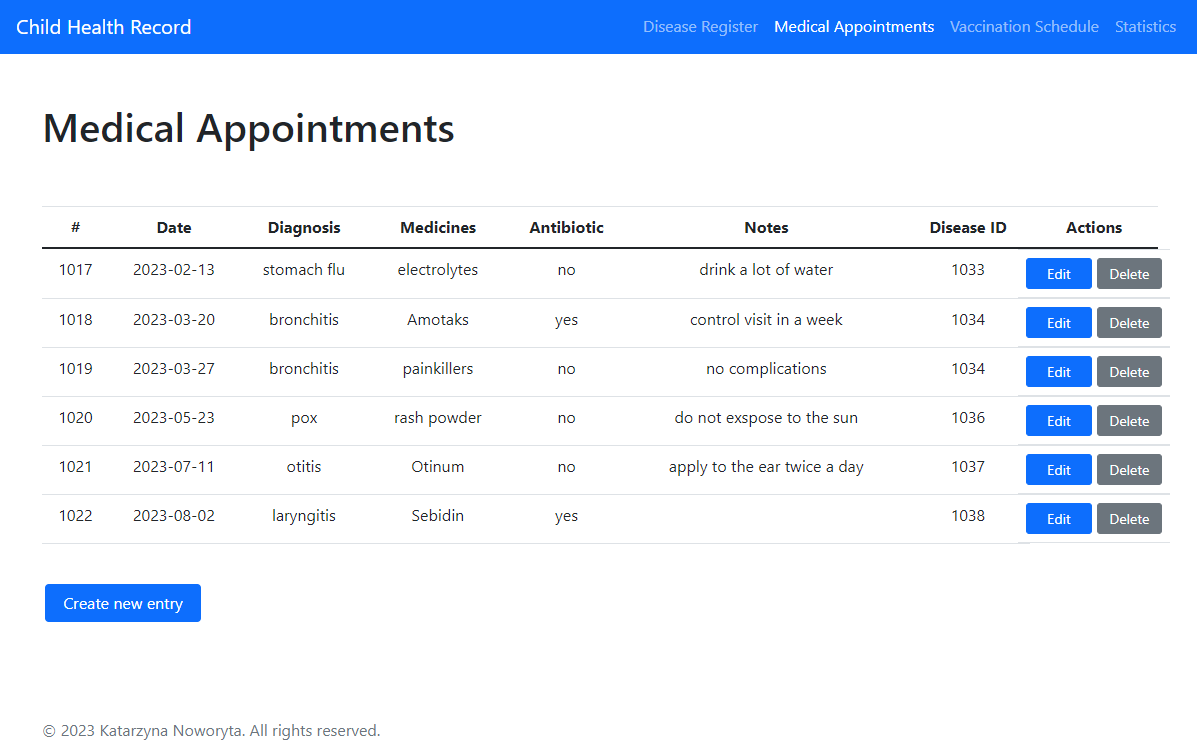 Child Health Record Disease Register Medical Appointments Vaccination Schedule Statistics
Medical Appointments
# Date Diagnosis Medicines Antibiotic Notes Disease ID Actions
1017 2023-02-13 stomach flu electrolytes no drink a lot of water 1033 Edit Delete
1018 2023-03-20 bronchitis Amotaks yes control visit in a week 1034 Edit Delete
1019 2023-03-27 bronchitis painkillers no no complications 1034 Edit Delete
1020 2023-05-23 pox rash powder no do not exspose to the sun 1036 Edit Delete
1021 2023-07-11 otitis Otinum no apply to the ear twice a day 1037 Edit Delete
1022 2023-08-02 laryngitis Sebidin yes 1038 Edit Delete
Create new entry
© 2023 Katarzyna Noworyta. All rights reserved.